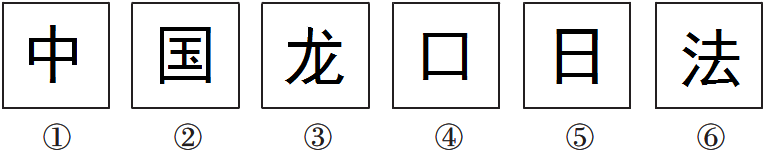 中 国 龙 口 日 法
① ② ③ ④ ⑤ ⑥